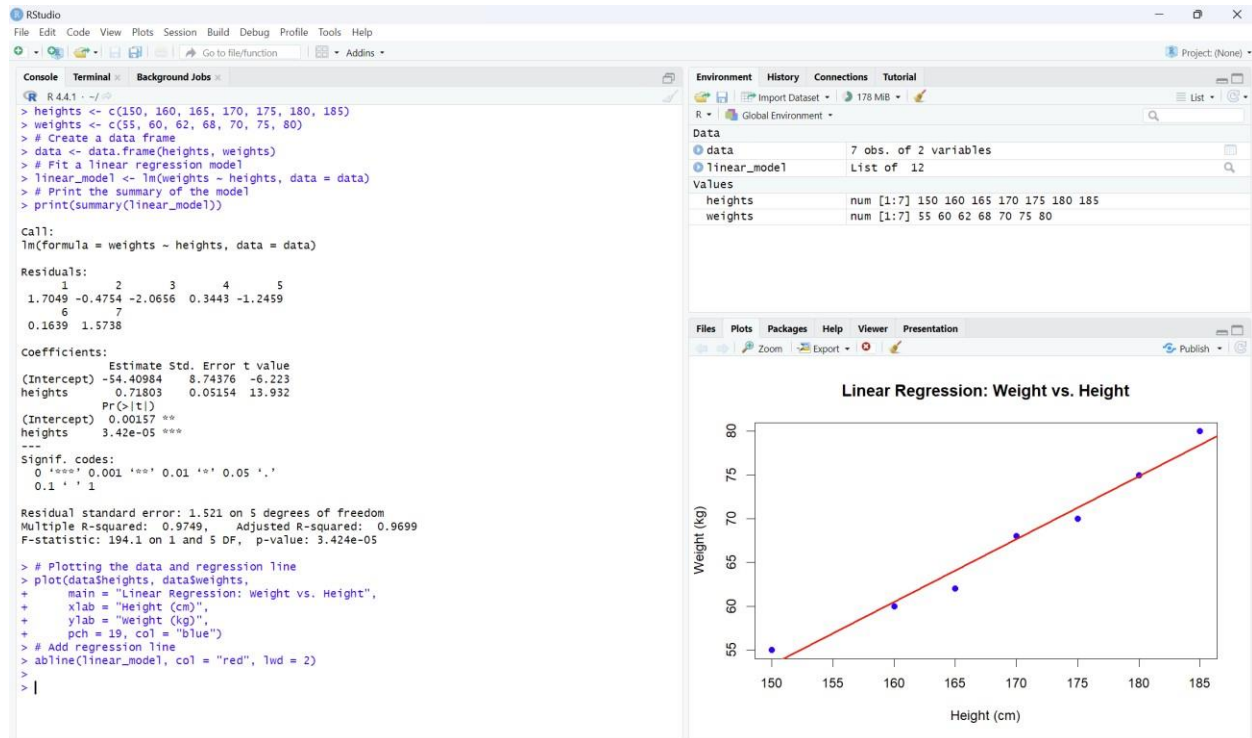 RStudio
File Edit Code View Plots Session Build Debug Profile Tools Help
Go to file/function Addins Project: (None)
Console Terminal Background Jobs
R 4.4.1 · ~/
> heights <- c(150, 160, 165, 170, 175, 180, 185)
> weights <- c(55, 60, 62, 68, 70, 75, 80)
> # Create a data frame
> data <- data.frame(heights, weights)
> # Fit a linear regression model
> linear_model <- lm(weights ~ heights, data = data)
> # Print the summary of the model
> print(summary(linear_model))
Call:
lm(formula = weights ~ heights, data = data)
Residuals:
1 2 3 4 5
1.7049 -0.4754 -2.0656 0.3443 -1.2459
6 7
0.1639 1.5738
Coefficients:
Estimate Std. Error t value
(Intercept) -54.40984 8.74376 -6.223
heights 0.71803 0.05154 13.932
Pr(>|t|)
(Intercept) 0.00157 **
heights 3.42e-05 ***
---
Signif. codes:
0 ‘***’ 0.001 ‘**’ 0.01 ‘*’ 0.05 ‘.’
0.1 ‘ ’ 1
Residual standard error: 1.521 on 5 degrees of freedom
Multiple R-squared: 0.9749, Adjusted R-squared: 0.9699
F-statistic: 194.1 on 1 and 5 DF, p-value: 3.424e-05
> # Plotting the data and regression line
> plot(data$heights, data$weights,
+ main = "Linear Regression: Weight vs. Height",
+ xlab = "Height (cm)",
+ ylab = "Weight (kg)",
+ pch = 19, col = "blue")
> # Add regression line
> abline(linear_model, col = "red", lwd = 2)
>
>
Environment History Connections Tutorial
Import Dataset 178 MiB List
R Global Environment
Data
data 7 obs. of 2 variables
linear_model List of 12
Values
heights num [1:7] 150 160 165 170 175 180 185
weights num [1:7] 55 60 62 68 70 75 80
Files Plots Packages Help Viewer Presentation
Zoom Export Publish
Linear Regression: Weight vs. Height
Weight (kg)
80
75
70
65
60
55
150 155 160 165 170 175 180 185
Height (cm)